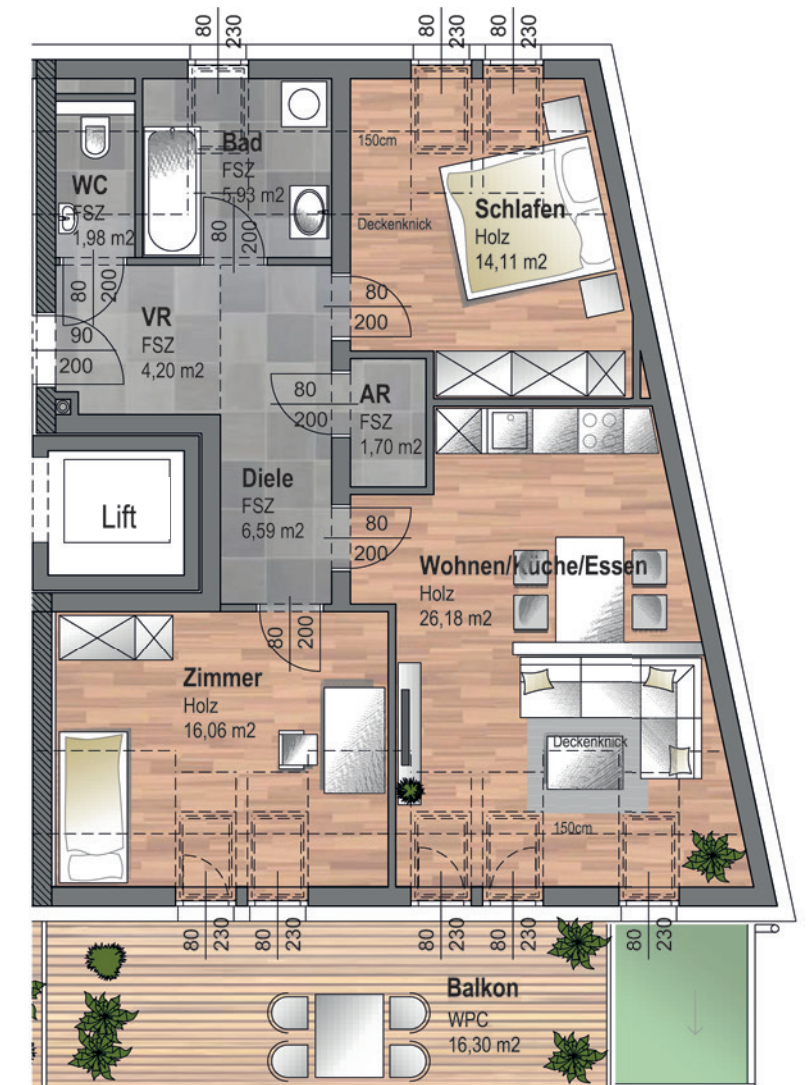 80
230
80
230
80
230
Bad
FSZ
5,93 m2
150cm
WC
FSZ
1,98 m2
Schlafen
Holz
14,11 m2
Deckenknick
80
200
80
200
80
200
90
200
VR
FSZ
4,20 m2
80
200
AR
FSZ
1,70 m2
Diele
FSZ
6,59 m2
Lift
80
200
Wohnen/Küche/Essen
Holz
26,18 m2
80
200
Zimmer
Holz
16,06 m2
Deckenknick
150cm
80
230
80
230
80
230
80
230
80
230
Balkon
WPC
16,30 m2